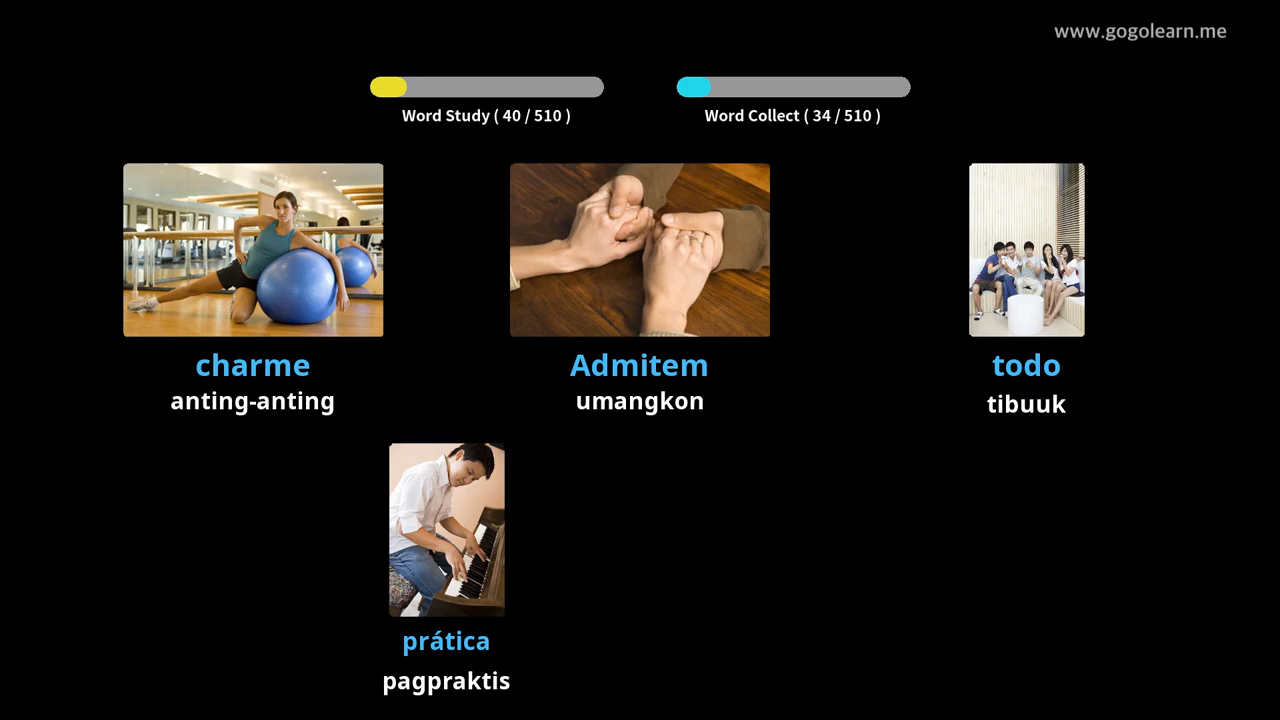 www.gogolearn.me
Word Study ( 40 / 510 )
Word Collect ( 34 / 510 )
charme
anting-anting
Admitem
umangkon
todo
tibuuk
prática
pagpraktis